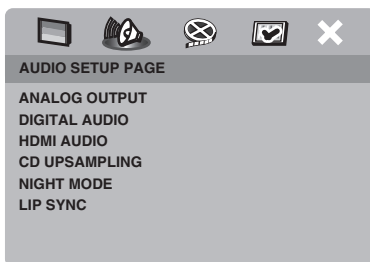 AUDIO SETUP PAGE
ANALOG OUTPUT
DIGITAL AUDIO
HDMI AUDIO
CD UPSAMPLING
NIGHT MODE
LIP SYNC